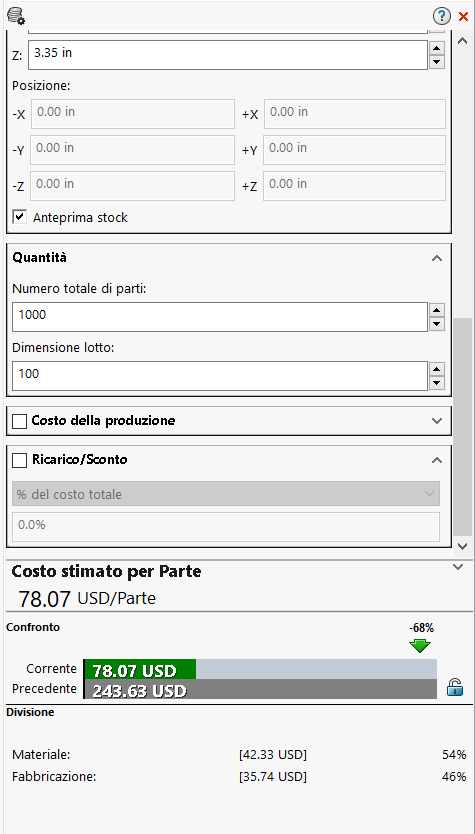 ?
Z: 3.35 in
Posizione:
-X 0.00 in +X 0.00 in
-Y 0.00 in +Y 0.00 in
-Z 0.00 in +Z 0.00 in
Anteprima stock
Quantità
Numero totale di parti:
1000
Dimensione lotto:
100
Costo della produzione
Ricarico/Sconto
% del costo totale
0.0%
Costo stimato per Parte
78.07 USD/Parte
Confronto -68%
Corrente 78.07 USD
Precedente 243.63 USD
Divisione
Materiale: [42.33 USD] 54%
Fabbricazione: [35.74 USD] 46%